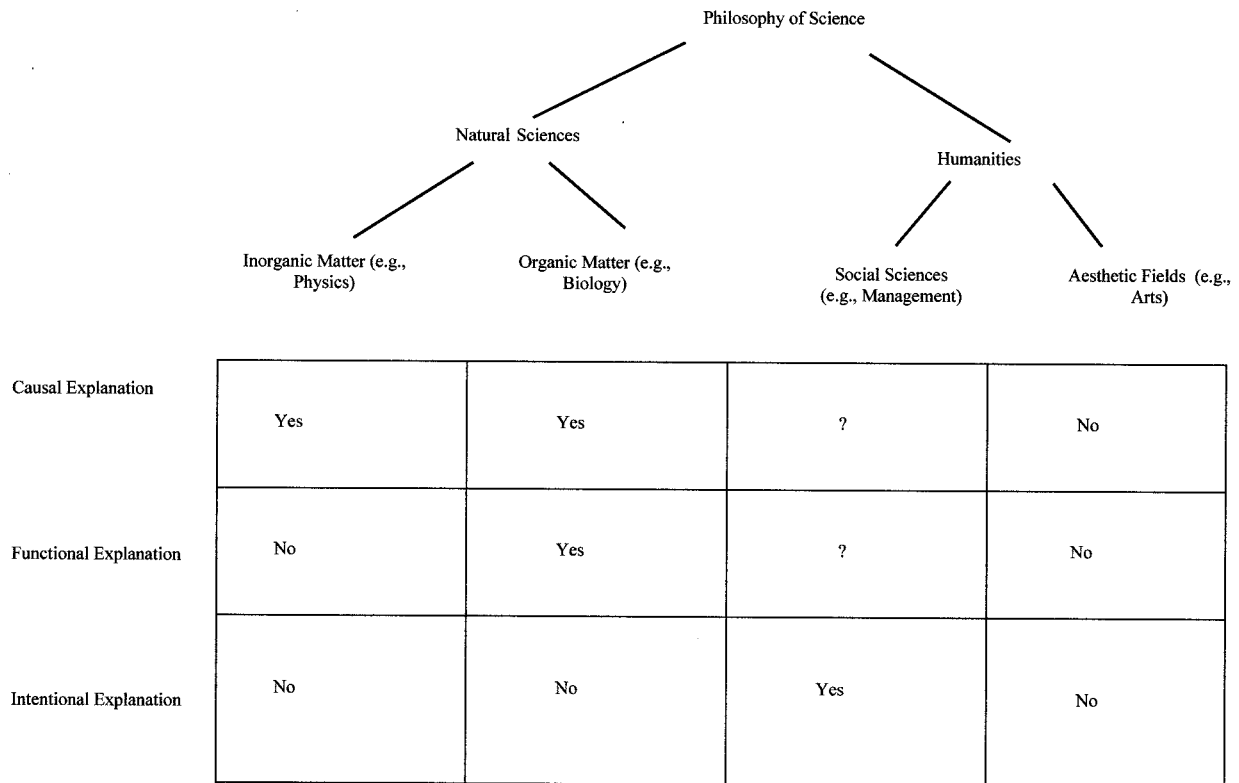 Philosophy of Science
Natural Sciences
Humanities
Inorganic Matter (e.g.,
Physics)
Organic Matter (e.g.,
Biology)
Social Sciences
(e.g., Management)
Aesthetic Fields (e.g.,
Arts)
Causal Explanation
Yes
Yes
?
No
Functional Explanation
No
Yes
?
No
Intentional Explanation
No
No
Yes
No